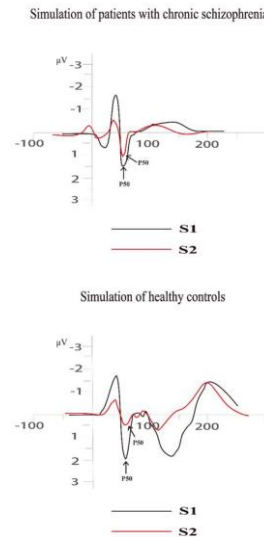 Simulation of patients with chronic schizophrenia
μV -3
-2
-1
-100 100 200
1
2
3
P50
P50
S1
S2
Simulation of healthy controls
μV -3
-2
-1
-100 100 200
1
2
3
P50
P50
S1
S2